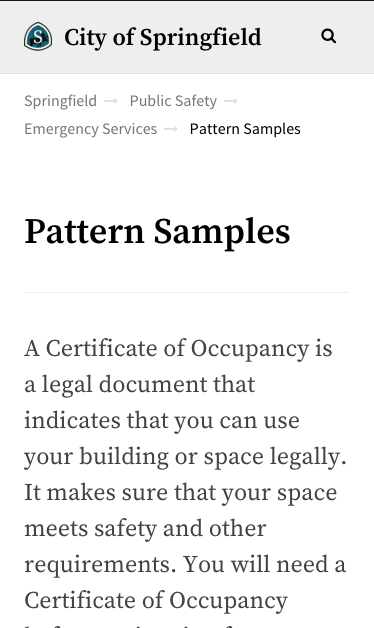 S
City of Springfield
Springfield → Public Safety →
Emergency Services → Pattern Samples
Pattern Samples
A Certificate of Occupancy is
a legal document that
indicates that you can use
your building or space legally.
It makes sure that your space
meets safety and other
requirements. You will need a
Certificate of Occupancy